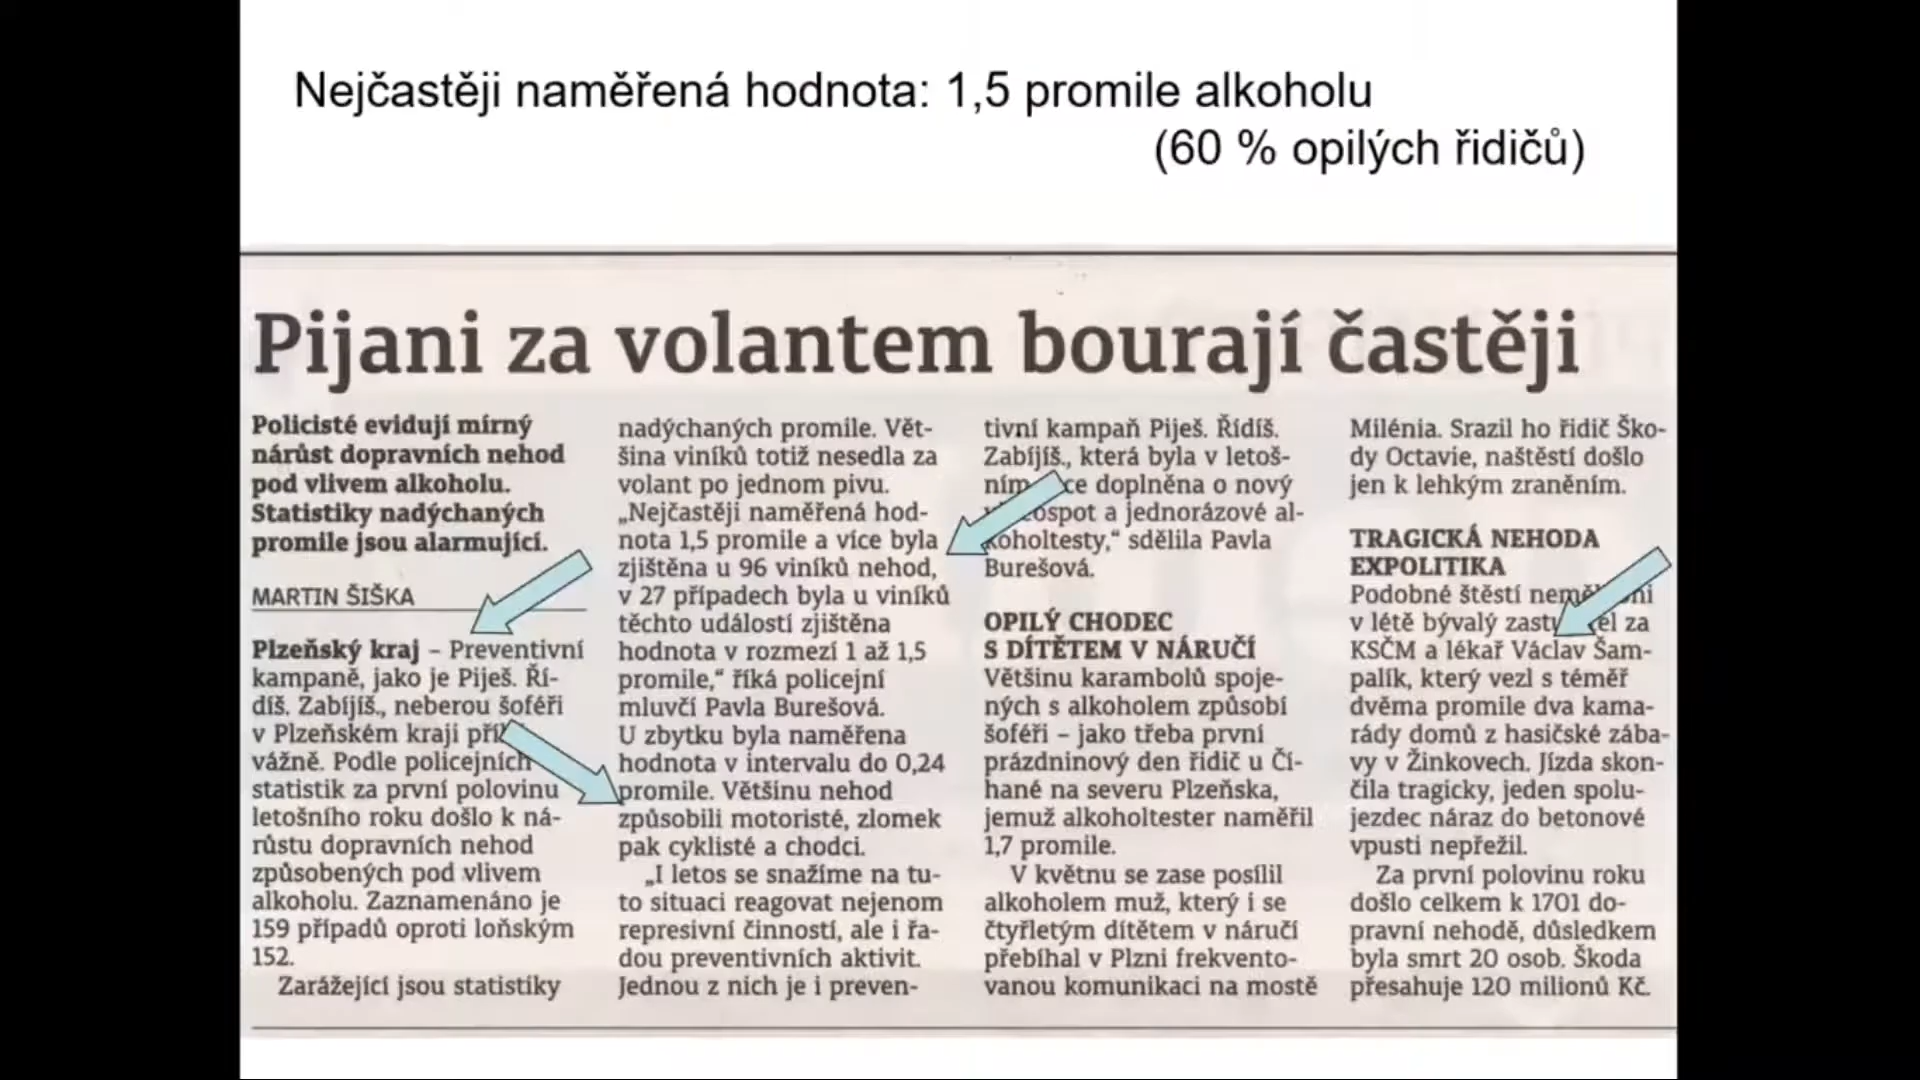 Nejčastěji naměřená hodnota: 1,5 promile alkoholu
(60 % opilých řidičů)
Pijani za volantem bourají častěji
Policisté evidují mírný
nárůst dopravních nehod
pod vlivem alkoholu.
Statistiky nadýchaných
promile jsou alarmující.
MARTIN ŠIŠKA
Plzeňský kraj – Preventivní
kampaně, jako je Piješ. Ří-
díš. Zabíjíš., neberou šoféři
v Plzeňském kraji
vážně. Podle policejních
statistik za první polovinu
letošního roku došlo k ná-
růstu dopravních nehod
způsobených pod vlivem
alkoholu. Zaznamenáno je
159 případů oproti loňským
152.
Zarážející jsou statistiky
nadýchaných promile. Vět-
šina viníků totiž nesedla za
volant po jednom pivu.
„Nejčastěji naměřená hod-
nota 1,5 promile a více byla
zjištěna u 96 viníků nehod,
v 27 případech byla u viníků
těchto událostí zjištěna
hodnota v rozmezí 1 až 1,5
promile,“ říká policejní
mluvčí Pavla Burešová.
U zbytku byla naměřena
hodnota v intervalu do 0,24
promile. Většinu nehod
způsobili motoristé, zlomek
pak cyklisté a chodci.
„I letos se snažíme na tu-
to situaci reagovat nejenom
represivní činností, ale i řa-
dou preventivních aktivit.
Jednou z nich je i preven-
tivní kampaň Piješ. Řídíš.
Zabíjíš., která byla v letoš-
ním doplněna o nový
a jednorázové al-
koholtesty,“ sdělila Pavla
Burešová.
OPILÝ CHODEC
S DÍTĚTEM V NÁRUČÍ
Většinu karambolů spoje-
ných s alkoholem způsobí
šoféři – jako třeba první
prázdninový den řidič u Čí-
hané na severu Plzeňska,
jemuž alkoholtester naměřil
1,7 promile.
V květnu se zase posílil
alkoholem muž, který i se
čtyřletým dítětem v náručí
přebíhal v Plzni frekvento-
vanou komunikaci na mostě
Milénia. Srazil ho řidič Ško-
dy Octavie, naštěstí došlo
jen k lehkým zraněním.
TRAGICKÁ NEHODA
EXPOLITIKA
Podobné štěstí
v létě bývalý za
KSČM a lékař Václav Šam-
palík, který vezl s téměř
dvěma promile dva kama-
rády domů z hasičské zába-
vy v Žinkovech. Jízda skon-
čila tragicky, jeden spolu-
jezdec náraz do betonové
vpusti nepřežil.
Za první polovinu roku
došlo celkem k 1701 do-
pravní nehodě, důsledkem
byla smrt 20 osob. Škoda
přesahuje 120 milionů Kč.